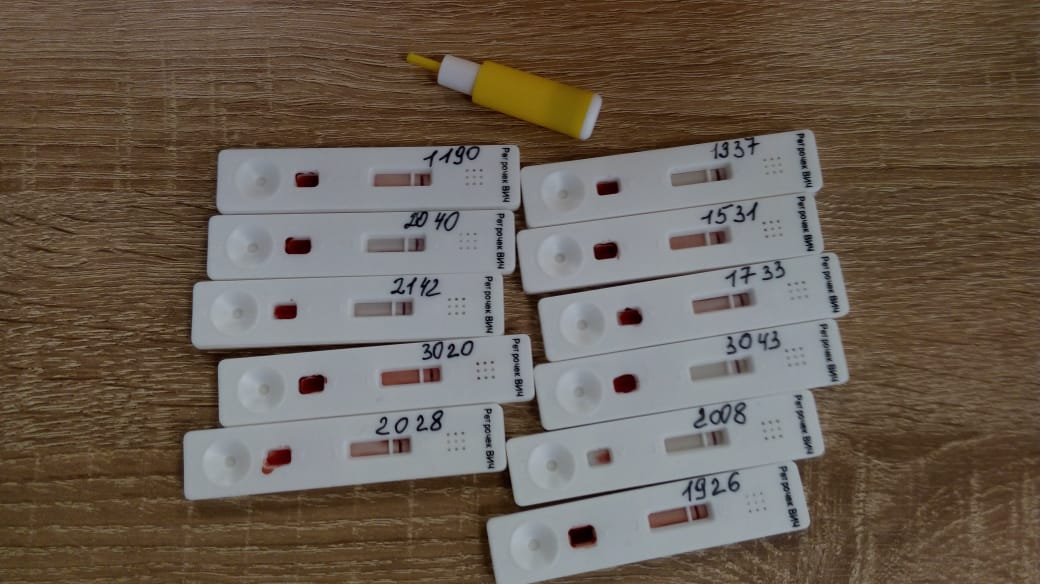 1190
Ретрочек ВИЧ
2040
Ретрочек ВИЧ
2142
Ретрочек ВИЧ
3020
Ретрочек ВИЧ
2028
Ретрочек ВИЧ
1937
Ретрочек ВИЧ
1531
Ретрочек ВИЧ
1733
Ретрочек ВИЧ
3043
Ретрочек ВИЧ
2008
Ретрочек ВИЧ
1926
Ретрочек ВИЧ